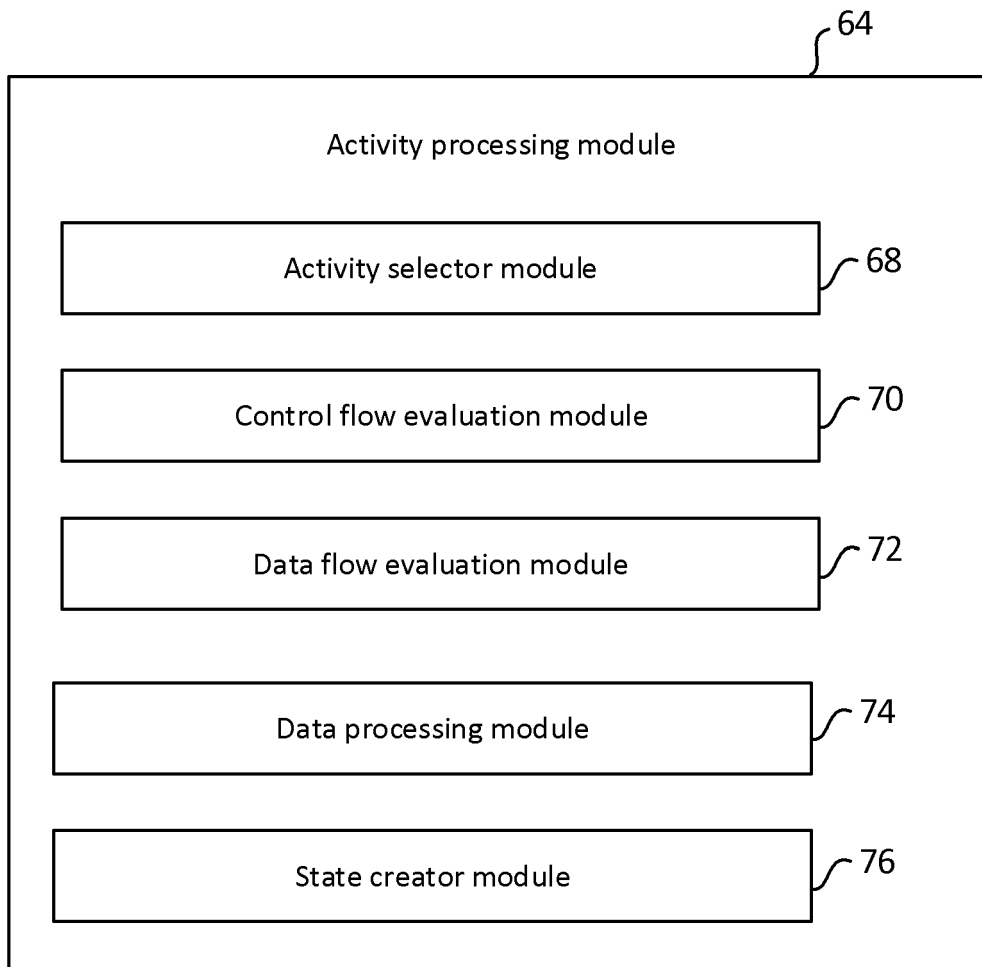 64
Activity processing module
Activity selector module
68
Control flow evaluation module
70
Data flow evaluation module
72
Data processing module
74
State creator module
76